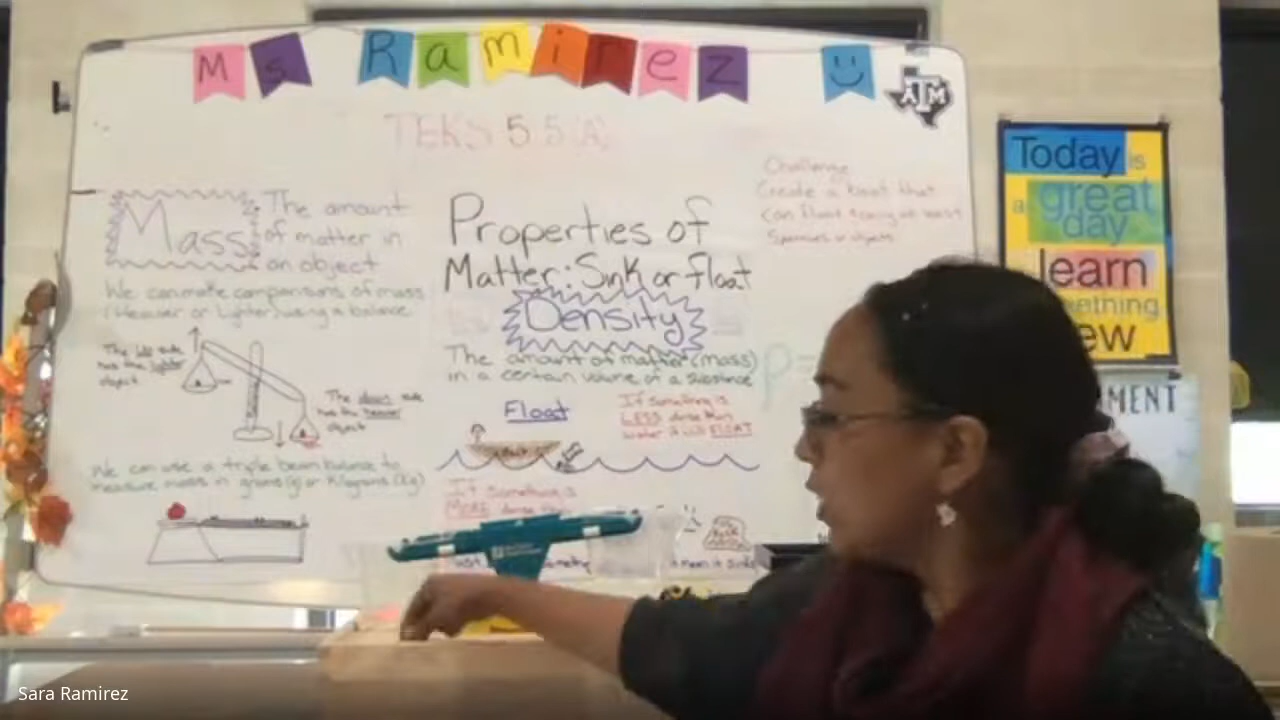 Ms Ramirez
ATM
TEKS 5.5(A)
Mass
The amount
of matter in
an object
We can make comparisons of mass
(Heavier or Lighter) using a balance
The side
has the lighter
object
The down side
has the heavier
object
We can use a triple beam balance to
measure mass in grams (g) or Kilograms (Kg)
Properties of
Matter: Sink or float
Density
The amount of matter (mass)
in a certain volume of a substance
Float
If something is
LESS dense than
water it will FLOAT
If something is
MORE dense
Challenge
Create a boat that
can float
Today is
a great
day
learn
ew
MENT
Sara Ramirez